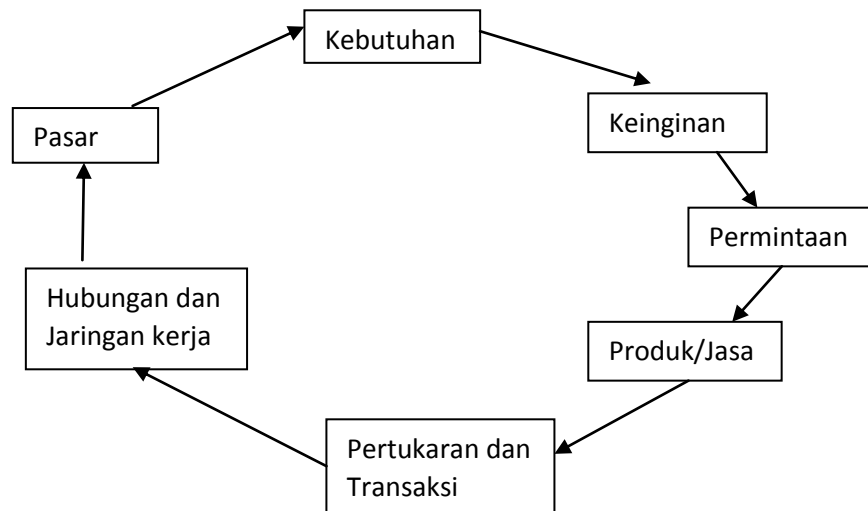 Kebutuhan
Keinginan
Permintaan
Produk/Jasa
Pertukaran dan
Transaksi
Hubungan dan
Jaringan kerja
Pasar